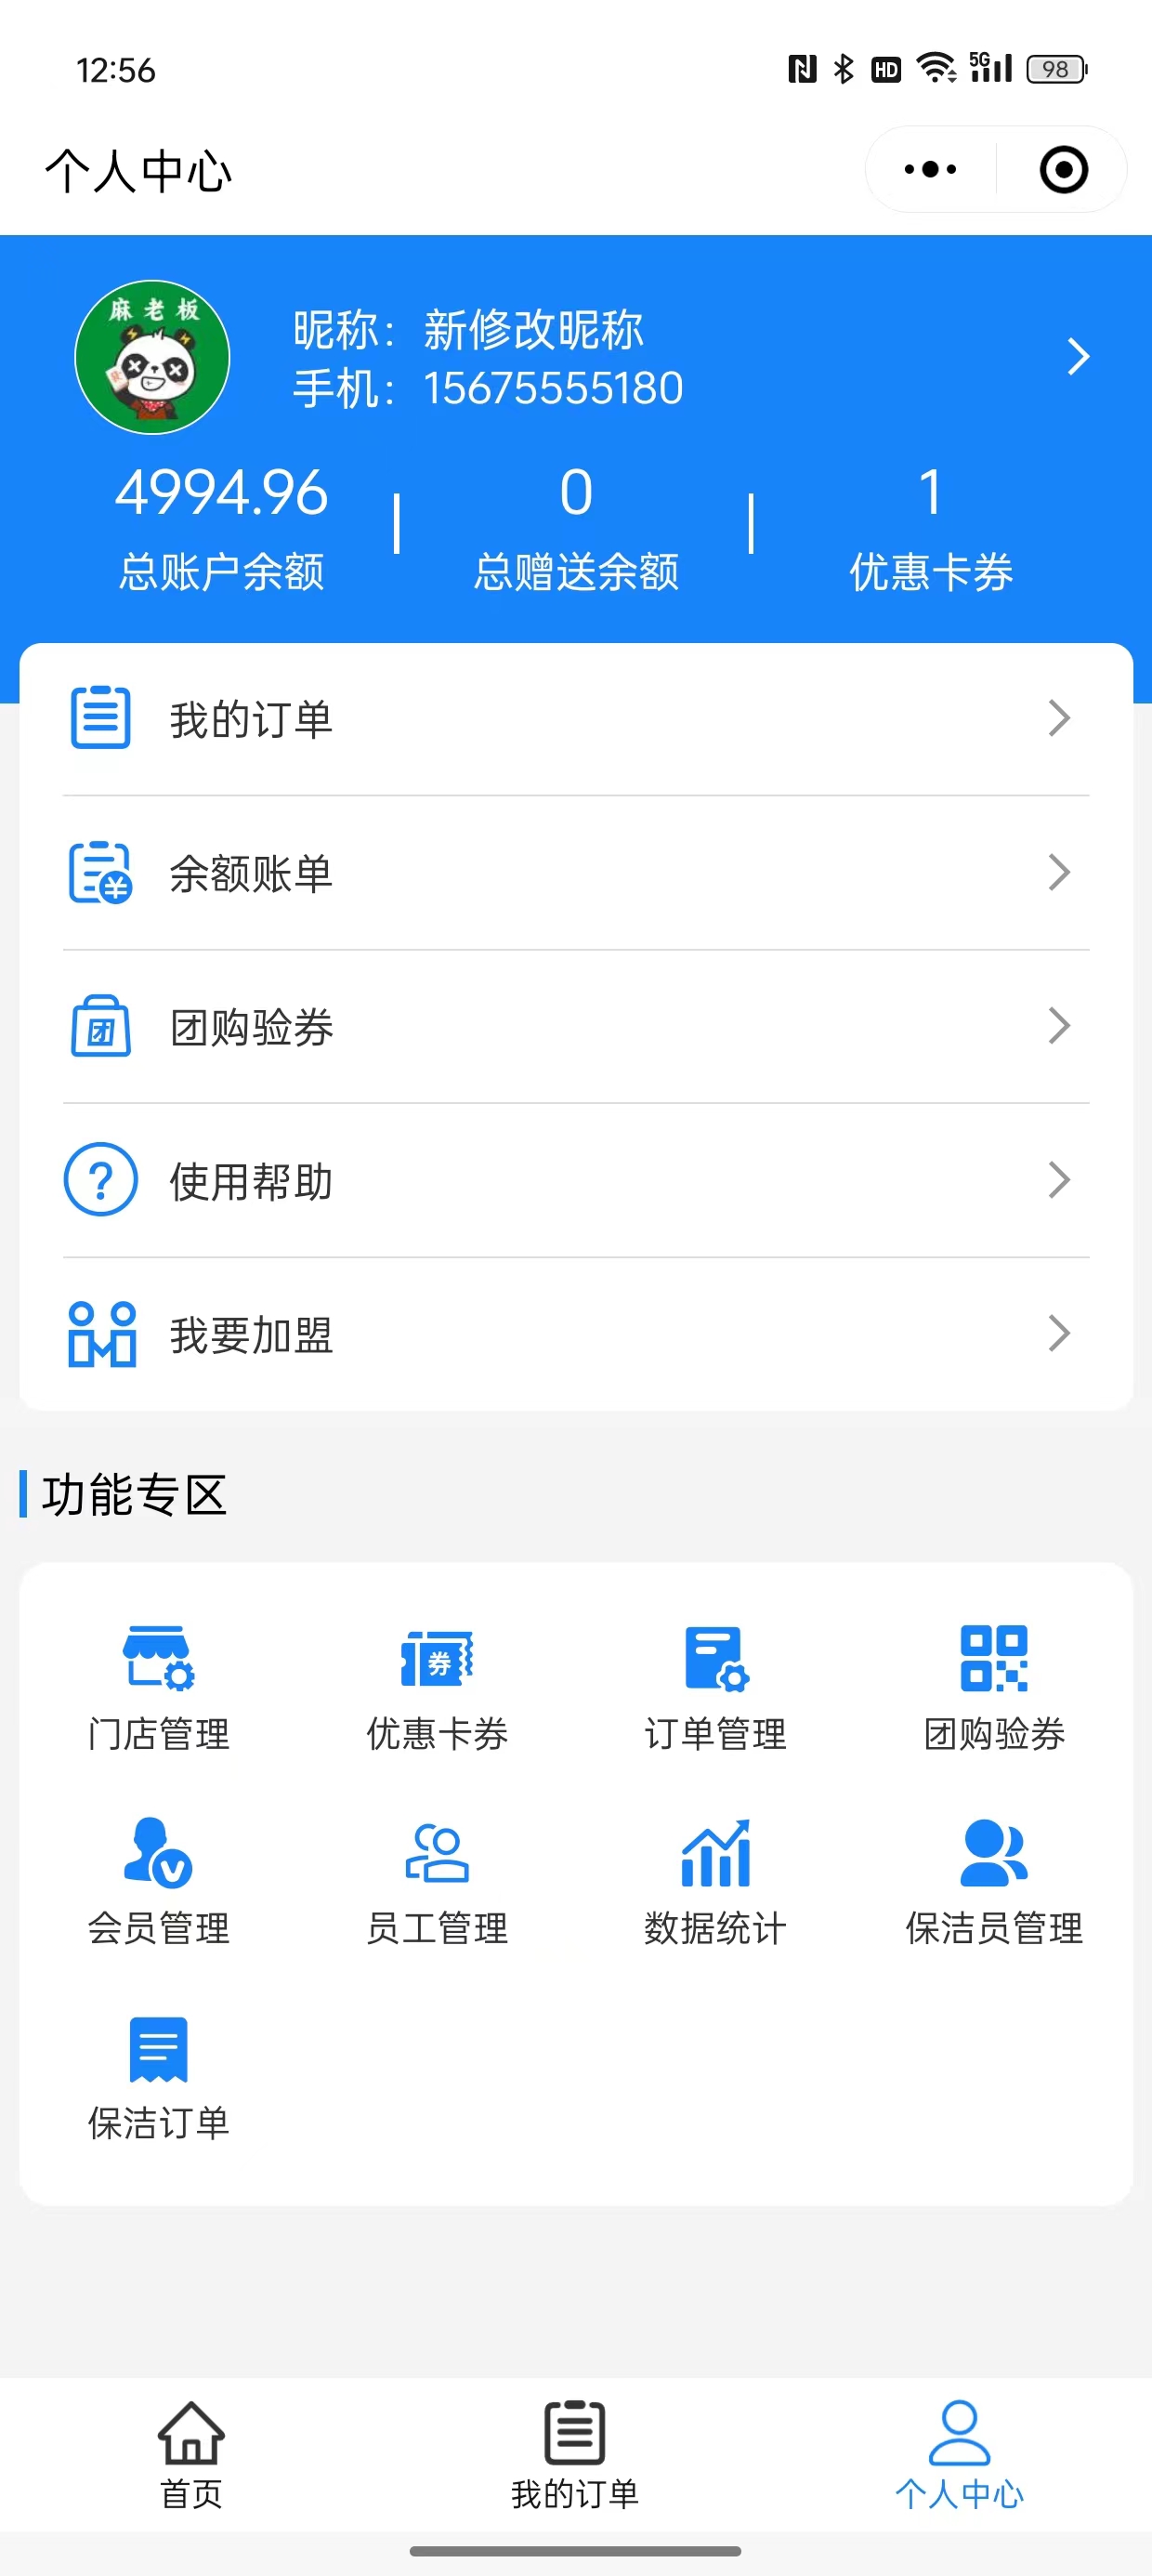 12:56
HD
5G
98
个人中心
麻老板
昵称：新修改昵称
手机：15675555180
4994.96
0
1
总账户余额
总赠送余额
优惠卡券
我的订单
余额账单
团
团购验券
?
使用帮助
我要加盟
功能专区
券
门店管理
优惠卡券
订单管理
团购验券
会员管理
员工管理
数据统计
保洁员管理
保洁订单
首页
我的订单
个人中心